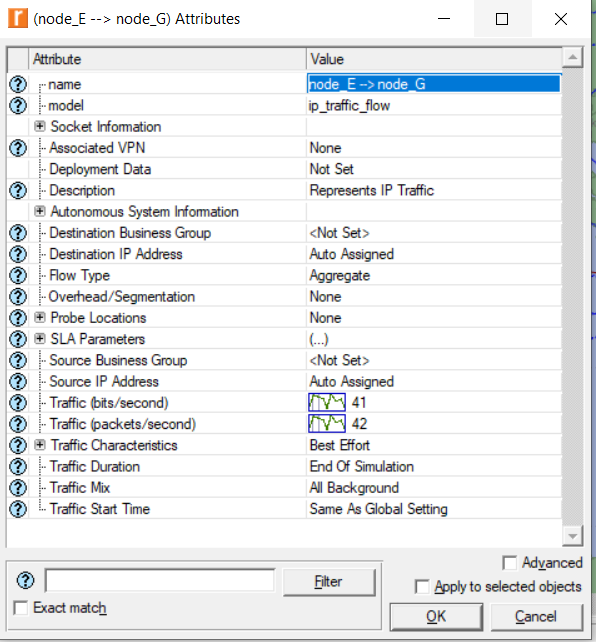 r (node_E --> node_G) Attributes
Attribute Value
? name node_E --> node_G
? model ip_traffic_flow
Socket Information
? Associated VPN None
Deployment Data Not Set
? Description Represents IP Traffic
Autonomous System Information
? Destination Business Group <Not Set>
? Destination IP Address Auto Assigned
? Flow Type Aggregate
? Overhead/Segmentation None
? Probe Locations None
? SLA Parameters (...)
? Source Business Group <Not Set>
? Source IP Address Auto Assigned
? Traffic (bits/second) 41
? Traffic (packets/second) 42
? Traffic Characteristics Best Effort
? Traffic Duration End Of Simulation
? Traffic Mix All Background
? Traffic Start Time Same As Global Setting
Advanced
? Filter Apply to selected objects
Exact match OK Cancel